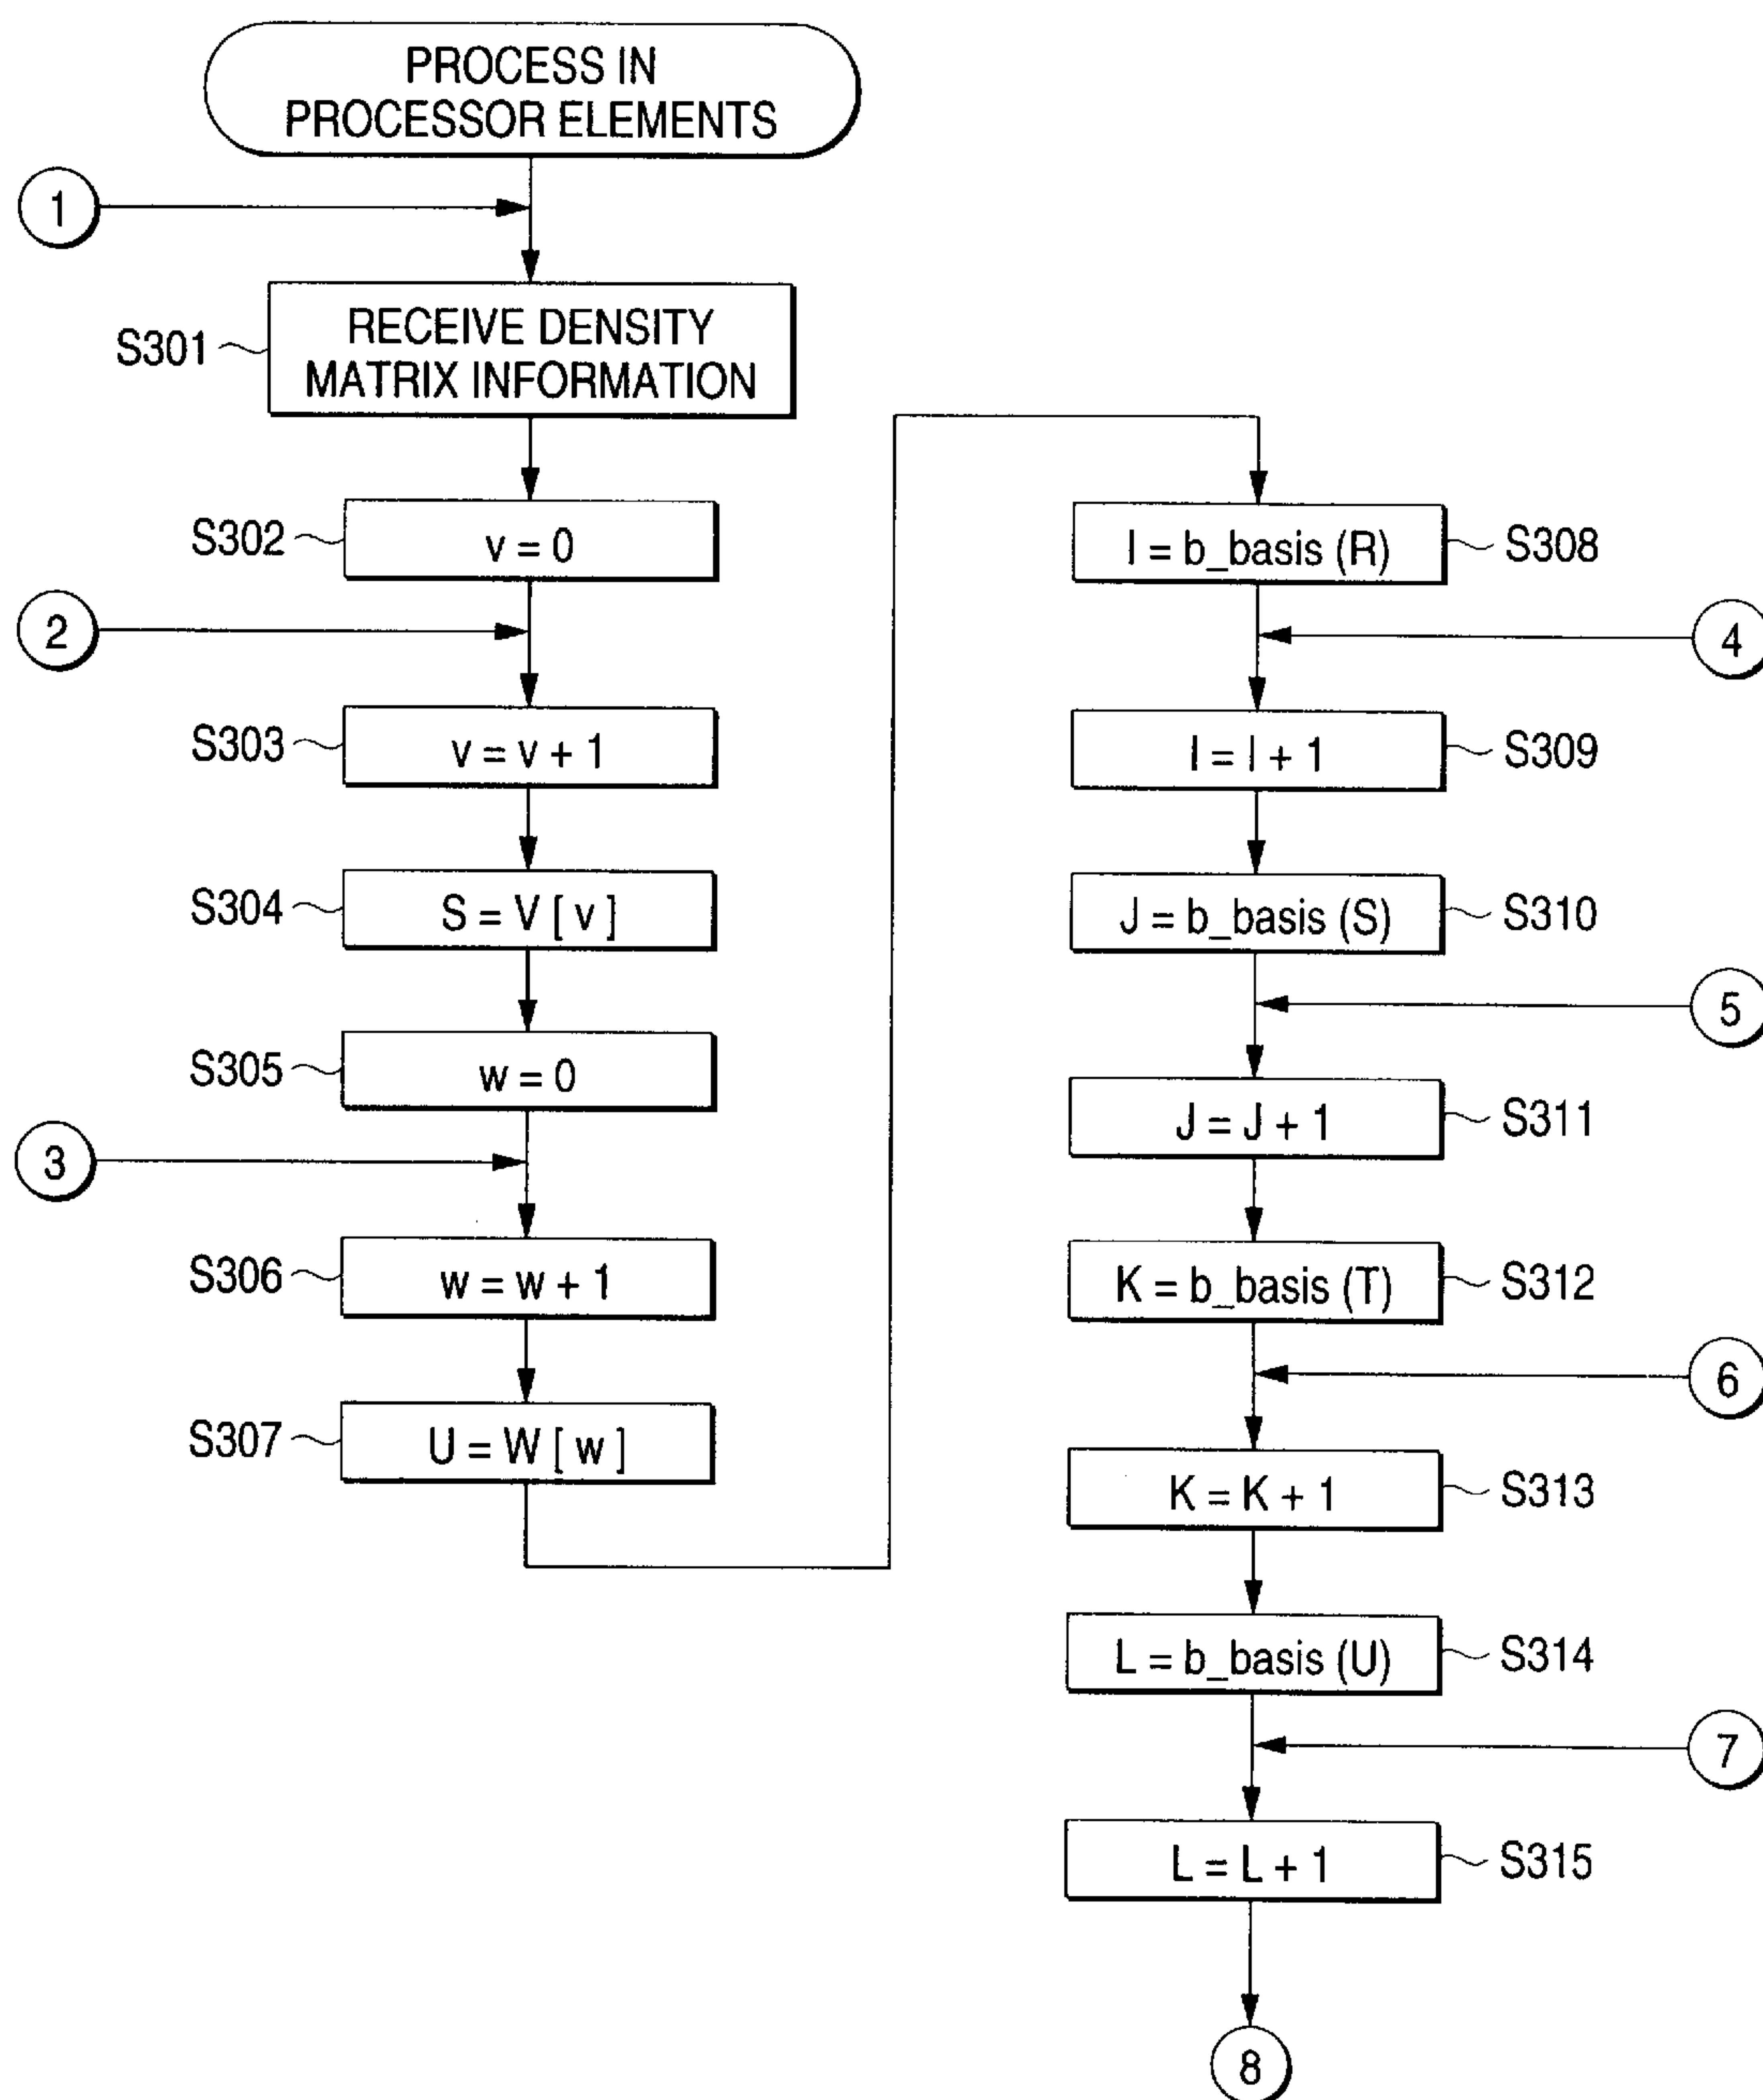 PROCESS IN
PROCESSOR ELEMENTS
1
S301
RECEIVE DENSITY
MATRIX INFORMATION
S302
v = 0
2
S303
v = v + 1
S304
S = V [ v ]
S305
w = 0
3
S306
w = w + 1
S307
U = W [ w ]
I = b_basis (R)
S308
4
I = I + 1
S309
J = b_basis (S)
S310
5
J = J + 1
S311
K = b_basis (T)
S312
6
K = K + 1
S313
L = b_basis (U)
S314
7
L = L + 1
S315
8